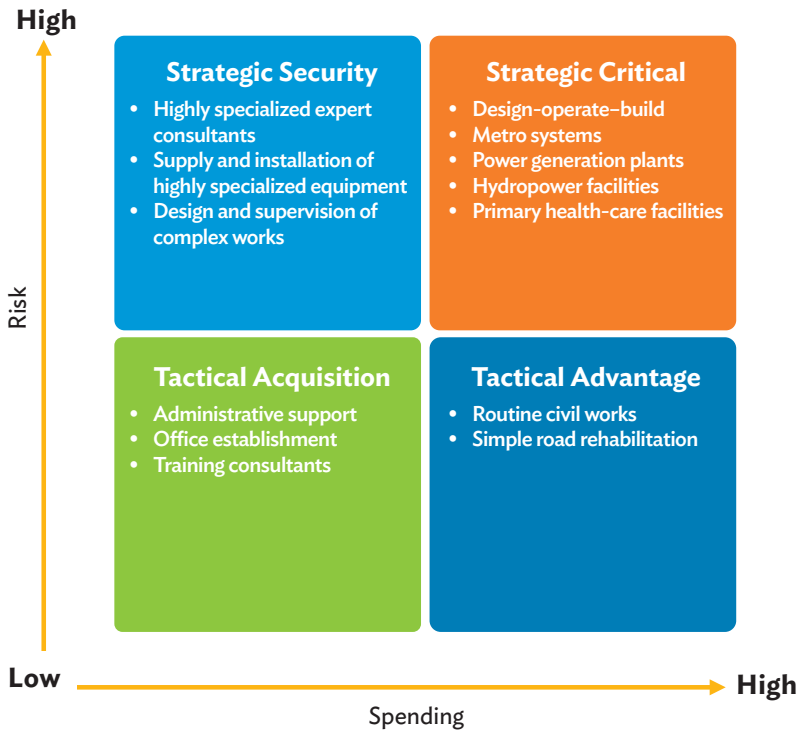 High
Strategic Security
• Highly specialized expert
consultants
• Supply and installation of
highly specialized equipment
• Design and supervision of
complex works
Strategic Critical
• Design-operate–build
• Metro systems
• Power generation plants
• Hydropower facilities
• Primary health-care facilities
Risk
Tactical Acquisition
• Administrative support
• Office establishment
• Training consultants
Tactical Advantage
• Routine civil works
• Simple road rehabilitation
Low
High
Spending